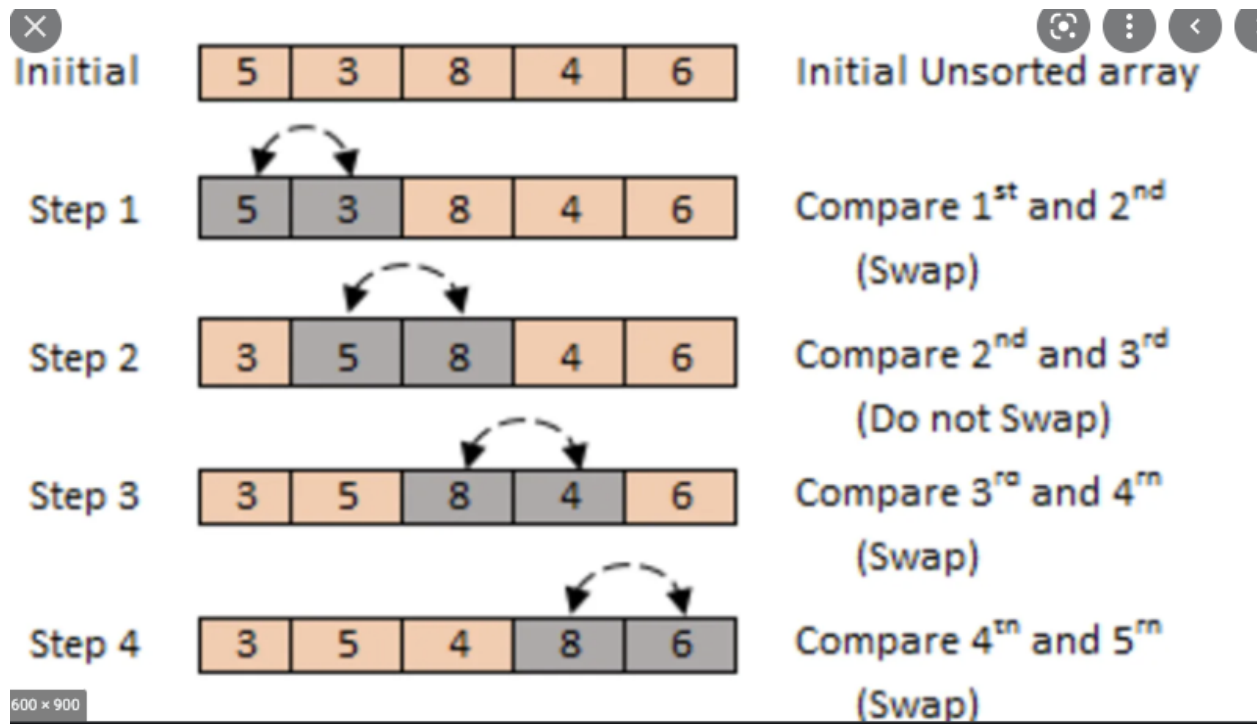 Iniitial 5 3 8 4 6 Initial Unsorted array
Step 1 5 3 8 4 6 Compare 1st and 2nd
(Swap)
Step 2 3 5 8 4 6 Compare 2nd and 3rd
(Do not Swap)
Step 3 3 5 8 4 6 Compare 3rd and 4th
(Swap)
Step 4 3 5 4 8 6 Compare 4th and 5th
(Swap)
600 × 900